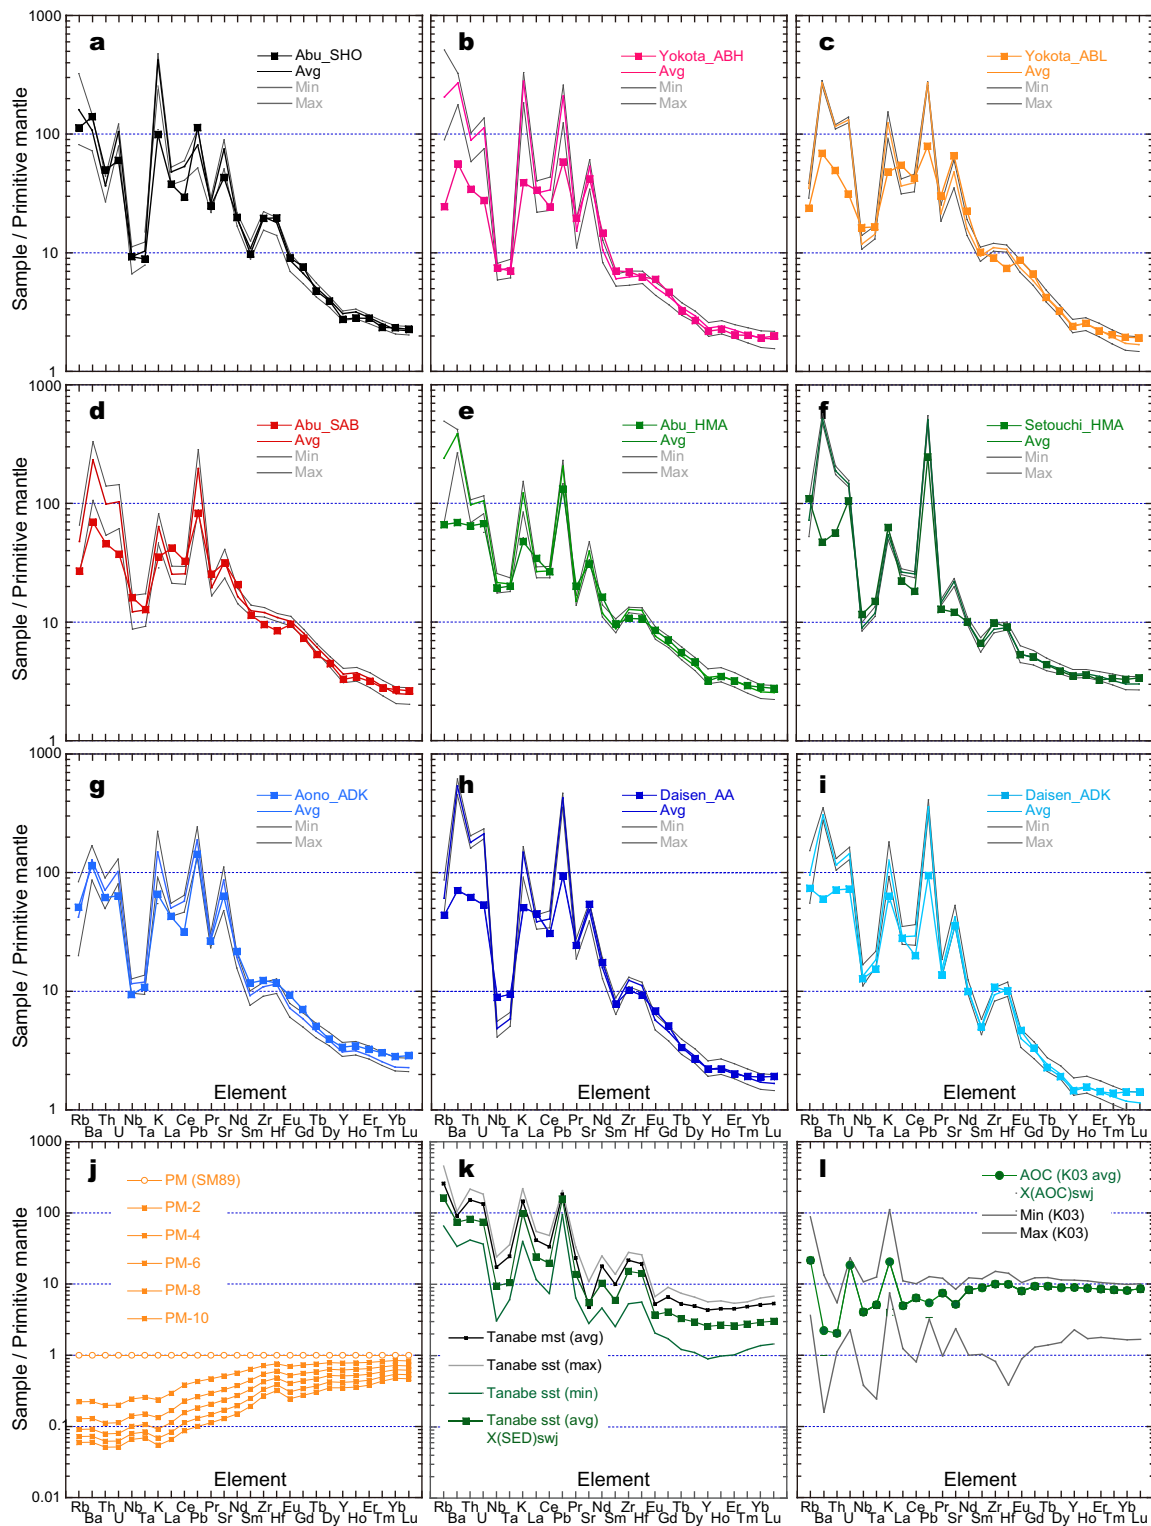 a
Abu_SHO
Avg
Min
Max
b
Yokota_ABH
Avg
Min
Max
c
Yokota_ABL
Avg
Min
Max
1000
100
10
1
Sample / Primitive mantle
d
Abu_SAB
Avg
Min
Max
e
Abu_HMA
Avg
Min
Max
f
Setouchi_HMA
Avg
Min
Max
1000
100
10
1
Sample / Primitive mantle
g
Aono_ADK
Avg
Min
Max
h
Daisen_AA
Avg
Min
Max
i
Daisen_ADK
Avg
Min
Max
1000
100
10
1
Sample / Primitive mantle
Element
Element
Element
Rb Th Nb K Ce Pr Nd Zr Eu Tb Y Er Yb
Ba U Ta La Pb Sr Sm Hf Gd Dy Ho Tm Lu
Rb Th Nb K Ce Pr Nd Zr Eu Tb Y Er Yb
Ba U Ta La Pb Sr Sm Hf Gd Dy Ho Tm Lu
Rb Th Nb K Ce Pr Nd Zr Eu Tb Y Er Yb
Ba U Ta La Pb Sr Sm Hf Gd Dy Ho Tm Lu
j
PM (SM89)
PM-2
PM-4
PM-6
PM-8
PM-10
k
Tanabe mst (avg)
Tanabe sst (max)
Tanabe sst (min)
Tanabe sst (avg)
X(SED)swj
l
AOC (K03 avg)
X(AOC)swj
Min (K03)
Max (K03)
1000
100
10
1
0.1
0.01
Sample / Primitive mantle
Element
Element
Element
Rb Th Nb K Ce Pr Nd Zr Eu Tb Y Er Yb
Ba U Ta La Pb Sr Sm Hf Gd Dy Ho Tm Lu
Rb Th Nb K Ce Pr Nd Zr Eu Tb Y Er Yb
Ba U Ta La Pb Sr Sm Hf Gd Dy Ho Tm Lu
Rb Th Nb K Ce Pr Nd Zr Eu Tb Y Er Yb
Ba U Ta La Pb Sr Sm Hf Gd Dy Ho Tm Lu